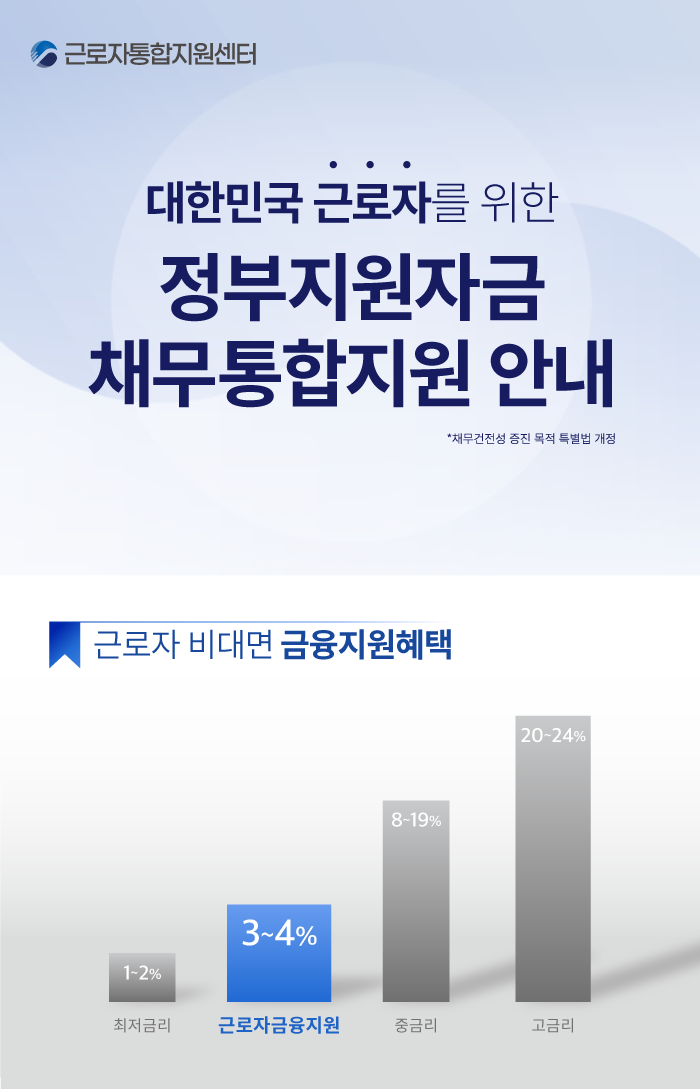 근로자통합지원센터
대한민국 근로자를 위한
정부지원자금
채무통합지원 안내
*채무건전성 증진 목적 특별법 개정
근로자 비대면 금융지원혜택
20~24%
8~19%
3~4%
1~2%
최저금리 근로자금융지원 중금리 고금리